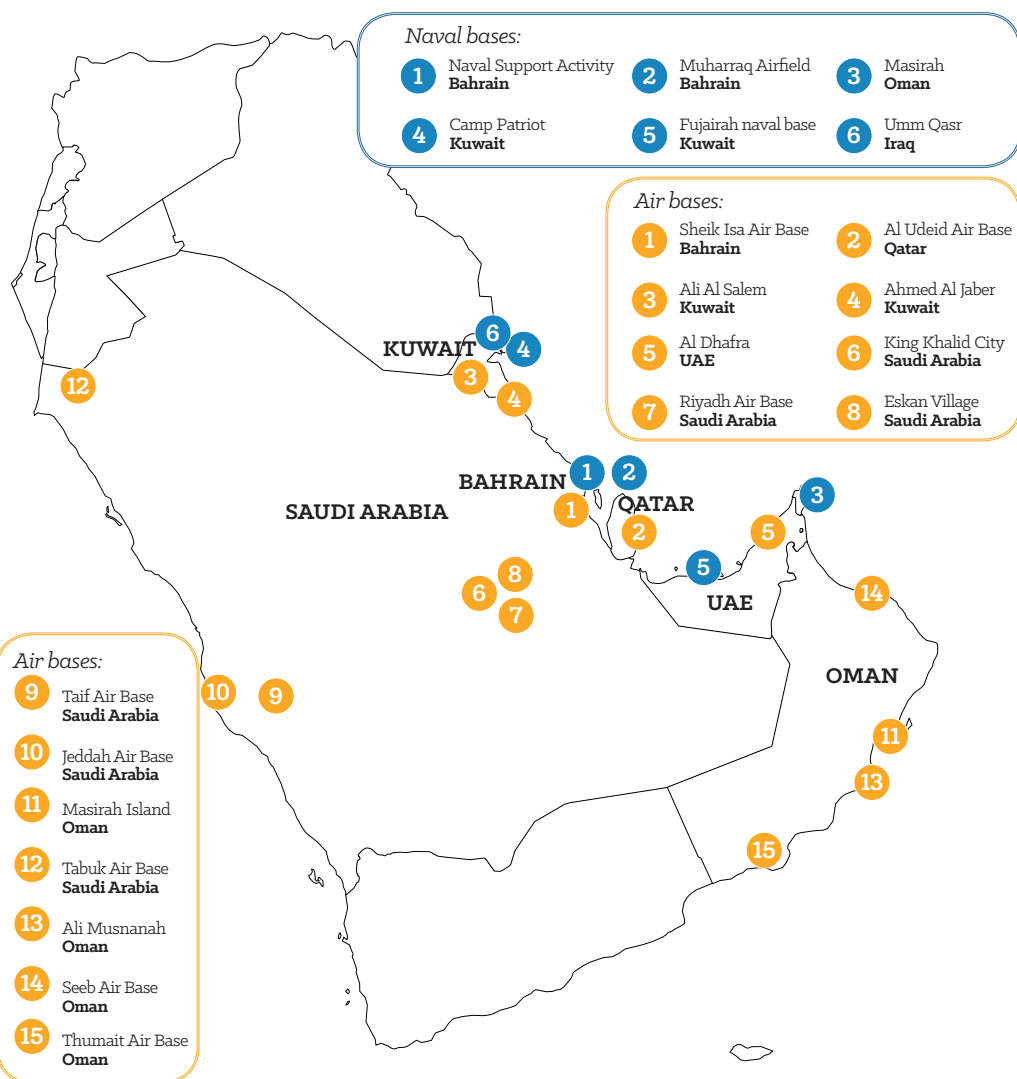 Naval bases:
1 Naval Support Activity
Bahrain
2 Muharraq Airfield
Bahrain
3 Masirah
Oman
4 Camp Patriot
Kuwait
5 Fujairah naval base
Kuwait
6 Umm Qasr
Iraq
Air bases:
1 Sheik Isa Air Base
Bahrain
2 Al Udeid Air Base
Qatar
3 Ali Al Salem
Kuwait
4 Ahmed Al Jaber
Kuwait
5 Al Dhafra
UAE
6 King Khalid City
Saudi Arabia
7 Riyadh Air Base
Saudi Arabia
8 Eskan Village
Saudi Arabia
6
KUWAIT
4
12
3
4
BAHRAIN
1
2
QATAR
3
SAUDI ARABIA
1
2
5
8
5
6
7
UAE
14
OMAN
10
9
11
13
15
Air bases:
9 Taif Air Base
Saudi Arabia
10 Jeddah Air Base
Saudi Arabia
11 Masirah Island
Oman
12 Tabuk Air Base
Saudi Arabia
13 Ali Musnanah
Oman
14 Seeb Air Base
Oman
15 Thumait Air Base
Oman